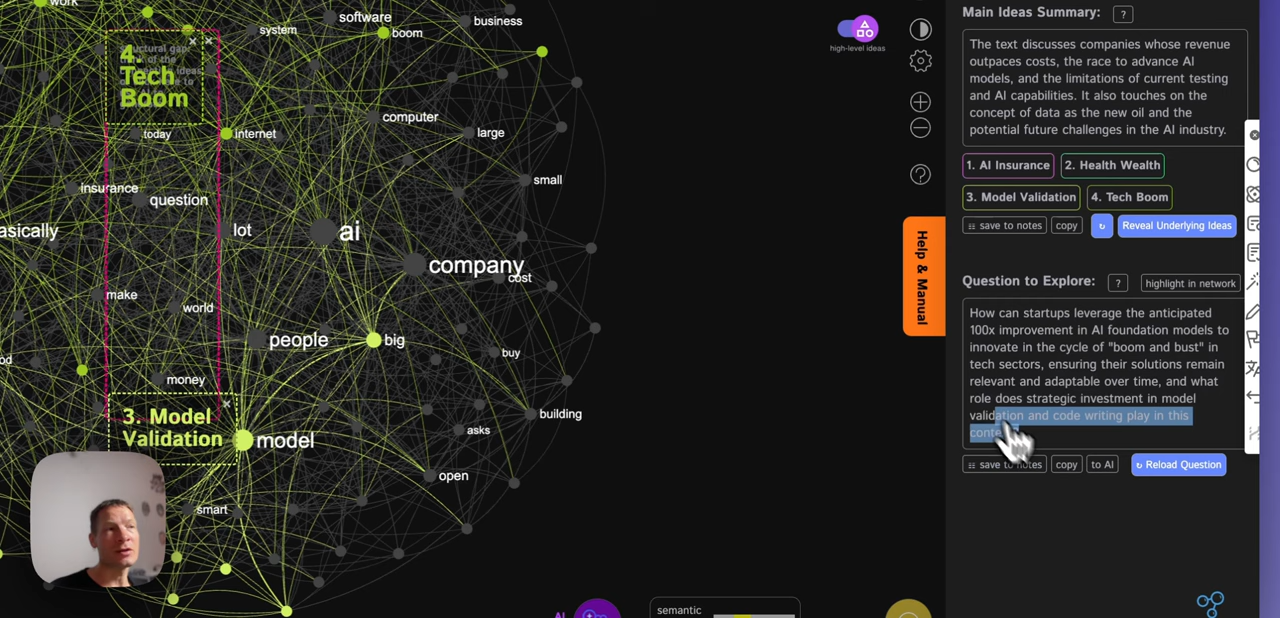 work
software
business
system
boom
high-level ideas
structural gap:
4.
Tech
Boom
today
internet
computer
large
insurance
question
small
asically
lot
ai
company
cost
make
world
people
big
buy
od
money
3. Model
Validation
model
building
asks
open
smart
AI
semantic
Help & Manual
Main Ideas Summary:
?
The text discusses companies whose revenue
outpaces costs, the race to advance AI
models, and the limitations of current testing
and AI capabilities. It also touches on the
concept of data as the new oil and the
potential future challenges in the AI industry.
1. AI Insurance
2. Health Wealth
3. Model Validation
4. Tech Boom
save to notes
copy
Reveal Underlying Ideas
Question to Explore:
?
highlight in network
How can startups leverage the anticipated
100x improvement in AI foundation models to
innovate in the cycle of "boom and bust" in
tech sectors, ensuring their solutions remain
relevant and adaptable over time, and what
role does strategic investment in model
validation and code writing play in this
save to notes
copy
to AI
Reload Question